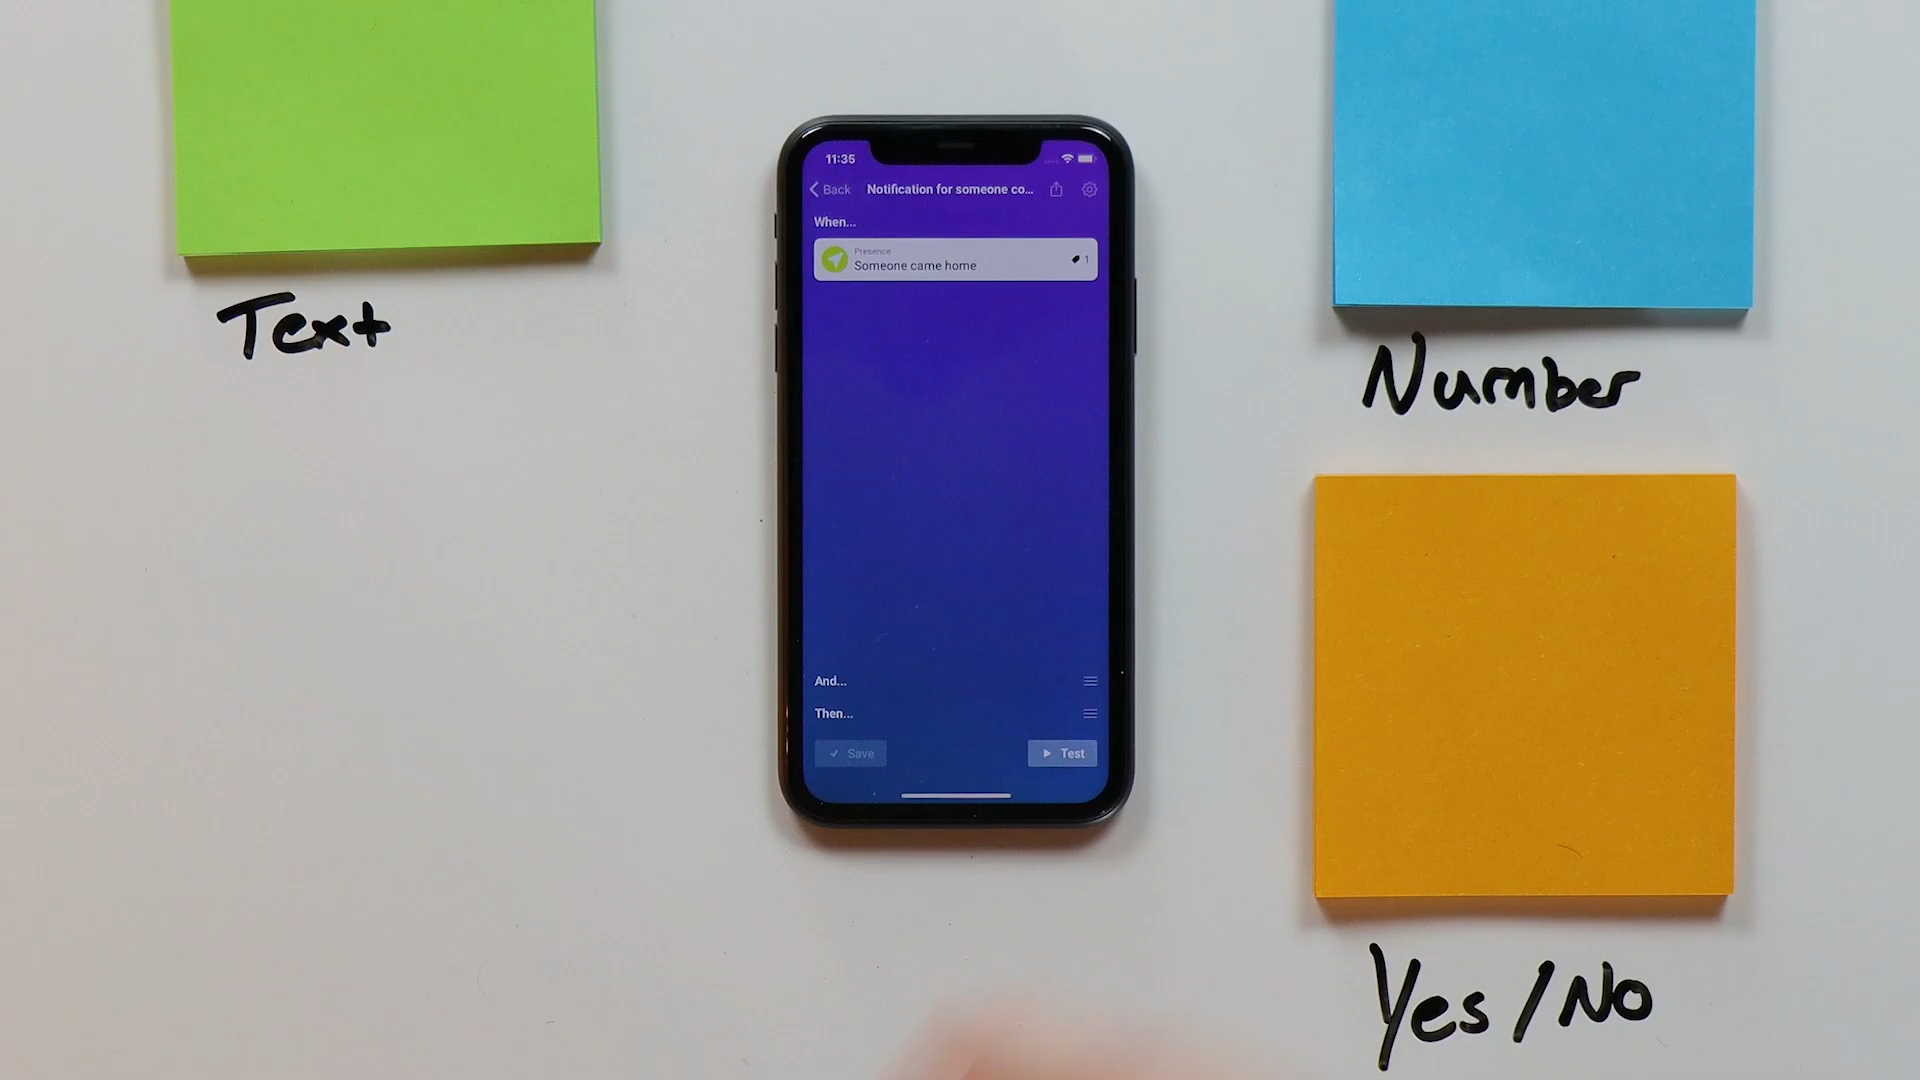 11:35
Back
Notification for someone co...
When...
Presence
Someone came home
1
And...
Then...
Save
Test
Text
Number
Yes/No